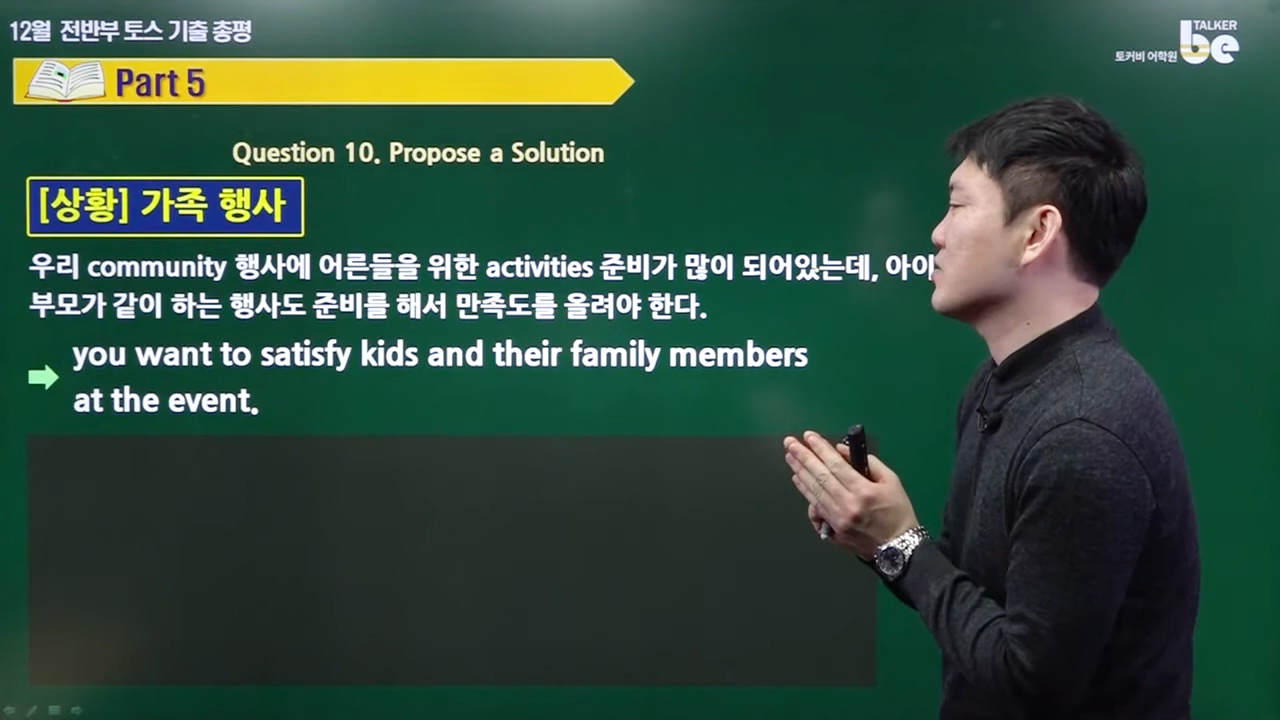 12월 전반부 토스 기출 총평
TALKER
be
토커비 어학원
Part 5
Question 10. Propose a Solution
[상황] 가족 행사
우리 community 행사에 어른들을 위한 activities 준비가 많이 되어있는데, 아이
부모가 같이 하는 행사도 준비를 해서 만족도를 올려야 한다.
you want to satisfy kids and their family members
at the event.